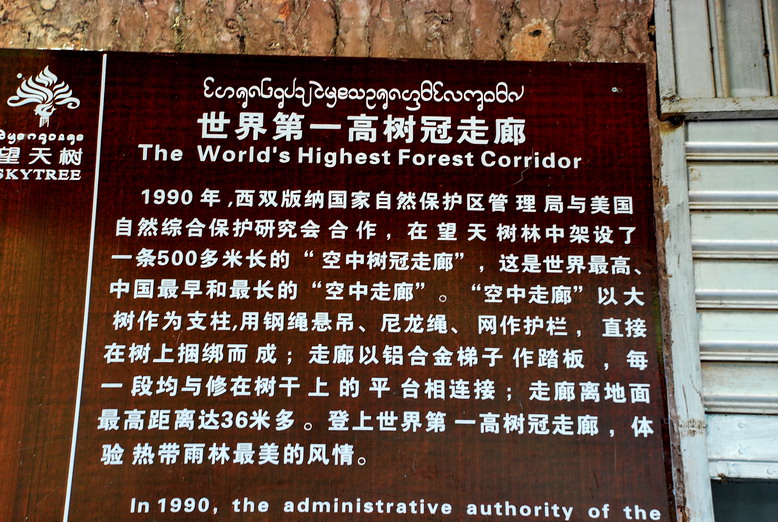 望天树
SKYTREE
世界第一高树冠走廊
The World's Highest Forest Corridor
1990年,西双版纳国家自然保护区管理局与美国
自然综合保护研究会合作，在望天树林中架设了
一条500多米长的“空中树冠走廊”，这是世界最高、
中国最早和最长的“空中走廊”。“空中走廊”以大
树作为支柱,用钢绳悬吊、尼龙绳、网作护栏，直接
在树上捆绑而成；走廊以铝合金梯子作踏板，每
一段均与修在树干上的平台相连接；走廊离地面
最高距离达36米多。登上世界第一高树冠走廊，体
验热带雨林最美的风情。
In 1990, the administrative authority of the